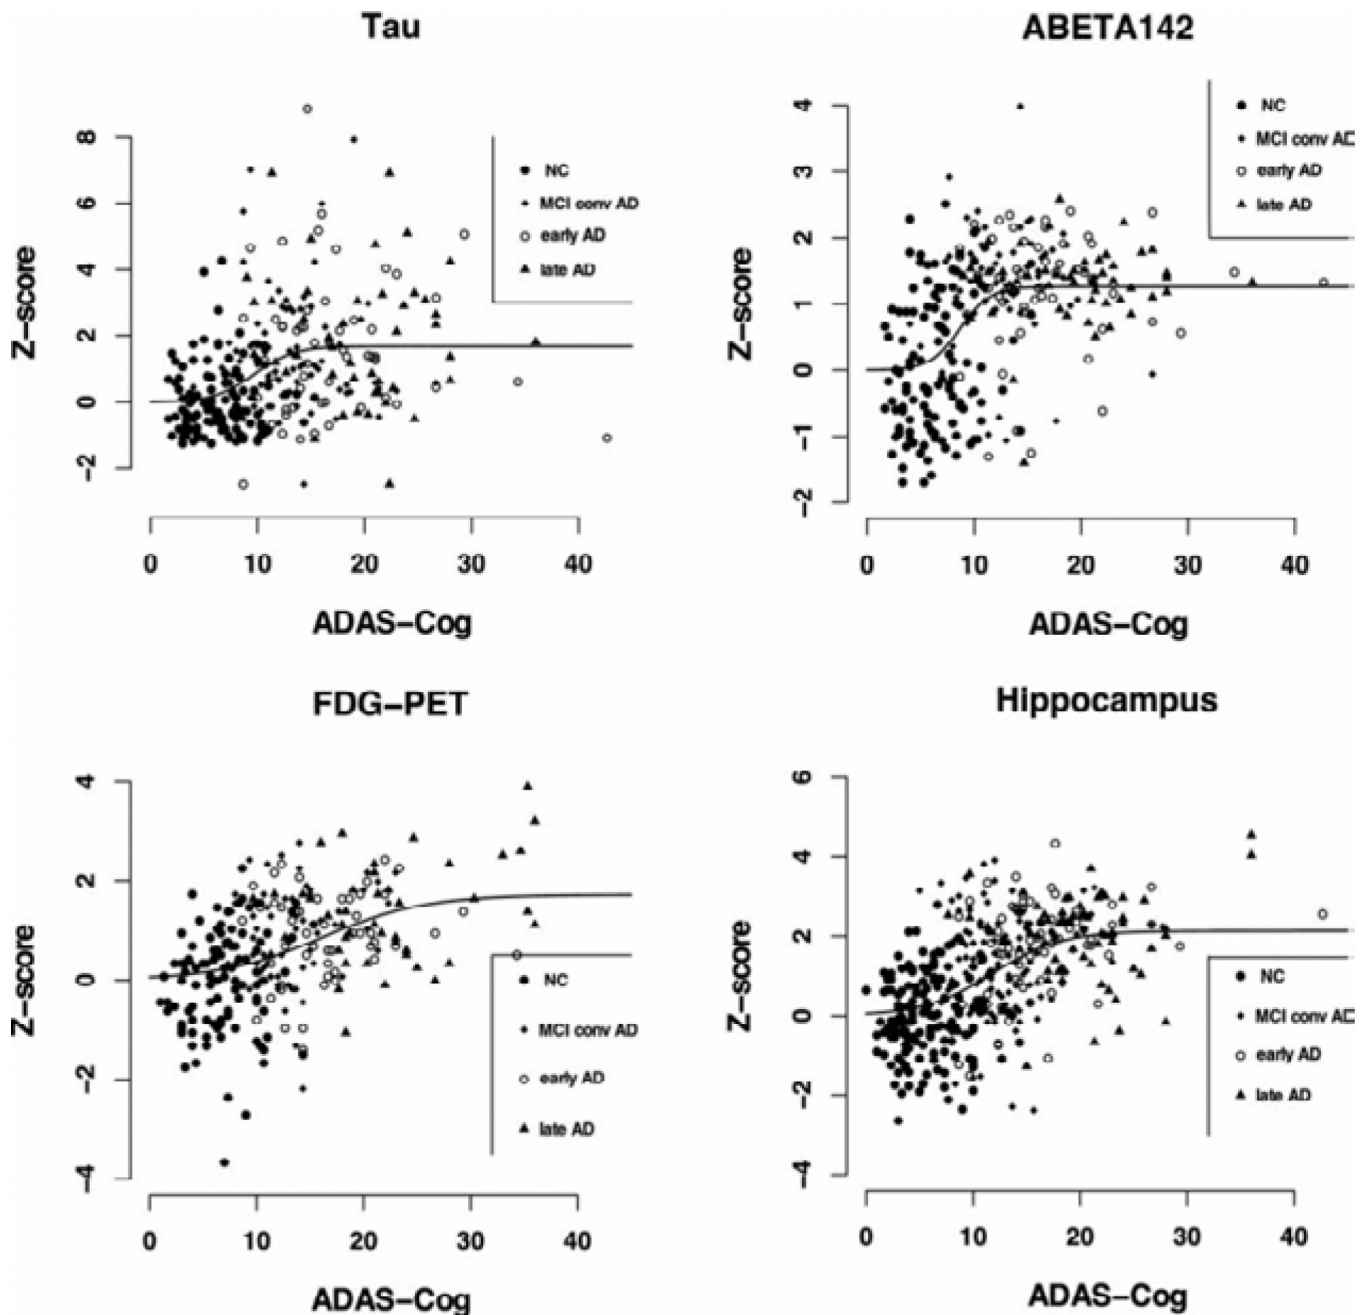 Tau
Z-score
8
6
4
2
0
-2
NC
MCI conv AD
early AD
late AD
0 10 20 30 40
ADAS-Cog
ABETA142
Z-score
4
3
2
1
0
-1
-2
NC
MCI conv AD
early AD
late AD
0 10 20 30 40
ADAS-Cog
FDG-PET
Z-score
4
2
0
-2
-4
NC
MCI conv AD
early AD
late AD
0 10 20 30 40
ADAS-Cog
Hippocampus
Z-score
6
4
2
0
-2
-4
NC
MCI conv AD
early AD
late AD
0 10 20 30 40
ADAS-Cog